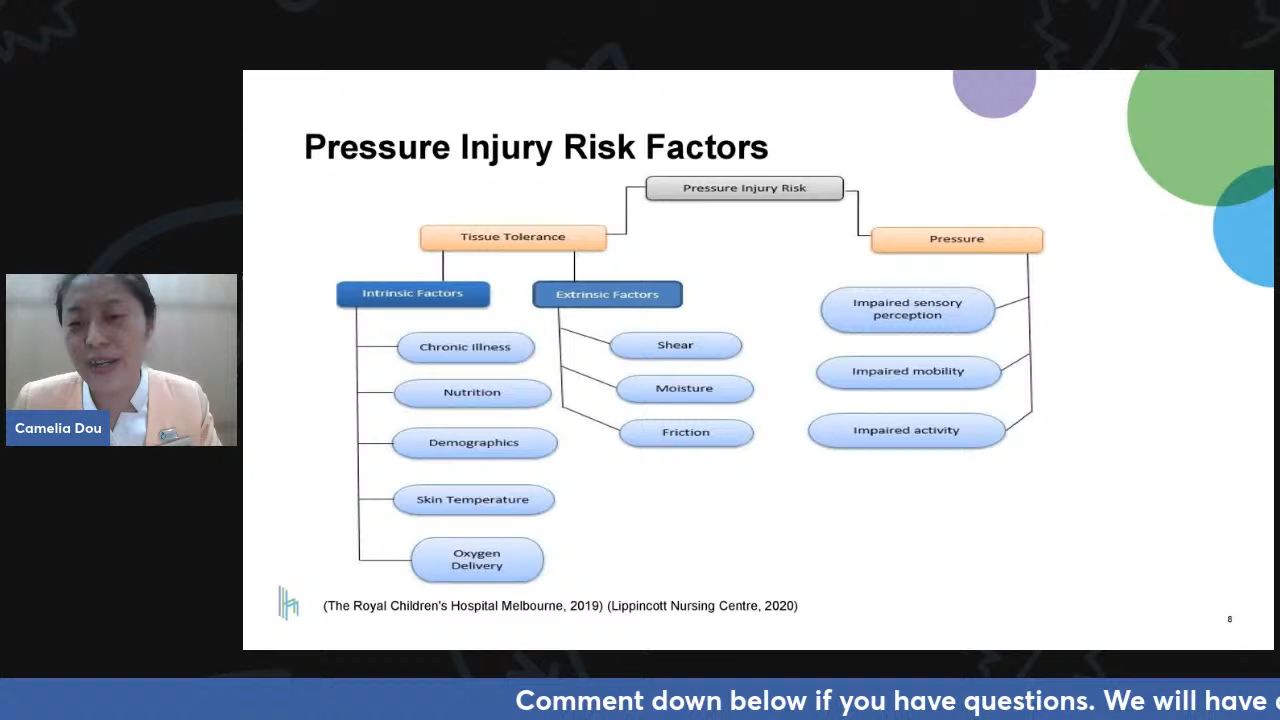 Pressure Injury Risk Factors
Pressure Injury Risk
Tissue Tolerance
Pressure
Intrinsic Factors
Extrinsic Factors
Chronic Illness
Nutrition
Demographics
Skin Temperature
Oxygen
Delivery
Shear
Moisture
Friction
Impaired sensory
perception
Impaired mobility
Impaired activity
(The Royal Children's Hospital Melbourne, 2019) (Lippincott Nursing Centre, 2020)
8
Camelia Dou
Comment down below if you have questions. We will have